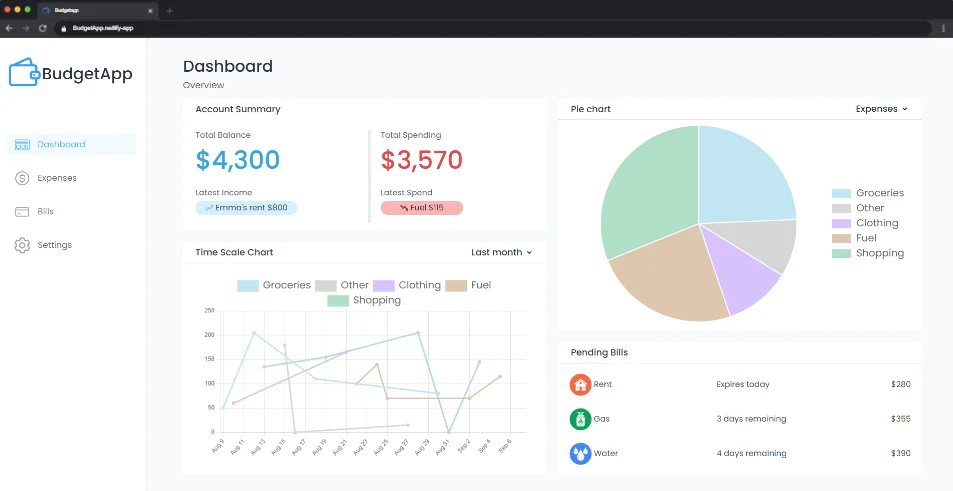 Budgetapp
BudgetApp.netlify-app
BudgetApp
Dashboard
Expenses
Bills
Settings
Dashboard
Overview
Account Summary
Total Balance
$4,300
Latest Income
Emma's rent $800
Total Spending
$3,570
Latest Spend
Fuel $115
Time Scale Chart
Last month
Groceries Other Clothing Fuel
Shopping
250
200
150
100
50
0
Aug 9
Aug 11
Aug 13
Aug 15
Aug 17
Aug 19
Aug 21
Aug 23
Aug 25
Aug 27
Aug 29
Aug 31
Sep 2
Sep 4
Sep 6
Pie chart
Expenses
Groceries
Other
Clothing
Fuel
Shopping
Pending Bills
Rent Expires today $280
Gas 3 days remaining $355
Water 4 days remaining $390